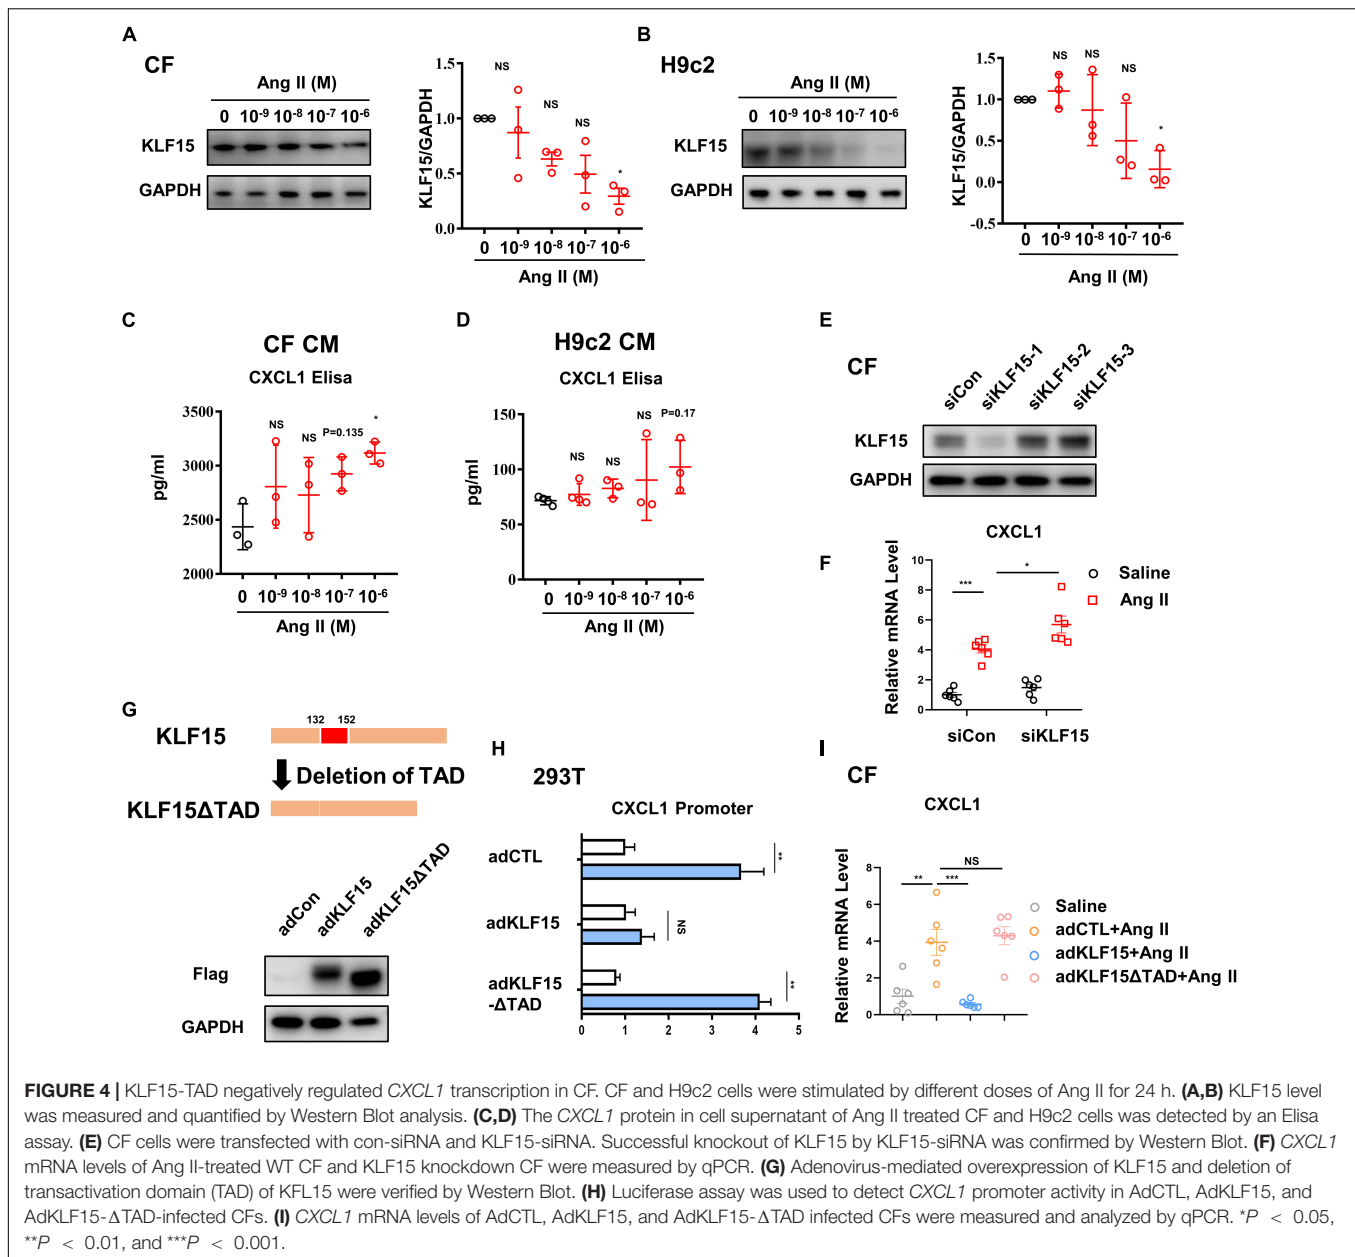 A
CF
Ang II (M)
0 10-9 10-8 10-7 10-6
KLF15
GAPDH
KLF15/GAPDH
1.5
1.0
0.5
0.0
NS
NS
NS
*
0 10-9 10-8 10-7 10-6
Ang II (M)
B
H9c2
Ang II (M)
0 10-9 10-8 10-7 10-6
KLF15
GAPDH
KLF15/GAPDH
1.5
1.0
0.5
0.0
-0.5
NS NS
NS
*
0 10-9 10-8 10-7 10-6
Ang II (M)
C
CF CM
CXCL1 Elisa
pg/ml
3500
3000
2500
2000
NS
NS
P=0.135
*
0 10-9 10-8 10-7 10-6
Ang II (M)
D
H9c2 CM
CXCL1 Elisa
pg/ml
150
100
50
0
NS
NS
NS
P=0.17
0 10-9 10-8 10-7 10-6
Ang II (M)
E
CF
siCon siKLF15-1 siKLF15-2 siKLF15-3
KLF15
GAPDH
F
CXCL1
Relative mRNA Level
10
8
6
4
2
0
***
*
siCon siKLF15
Saline
Ang II
G
132 152
KLF15
Deletion of TAD
KLF15ΔTAD
adCon adKLF15 adKLF15ΔTAD
Flag
GAPDH
H
293T
CXCL1 Promoter
adCTL
**
adKLF15
NS
adKLF15
-ΔTAD
**
0 1 2 3 4 5
I
CF
CXCL1
Relative mRNA Level
8
6
4
2
0
NS
** ***
Saline
adCTL+Ang II
adKLF15+Ang II
adKLF15ΔTAD+Ang II
FIGURE 4 | KLF15-TAD negatively regulated CXCL1 transcription in CF. CF and H9c2 cells were stimulated by different doses of Ang II for 24 h. (A,B) KLF15 level
was measured and quantified by Western Blot analysis. (C,D) The CXCL1 protein in cell supernatant of Ang II treated CF and H9c2 cells was detected by an Elisa
assay. (E) CF cells were transfected with con-siRNA and KLF15-siRNA. Successful knockout of KLF15 by KLF15-siRNA was confirmed by Western Blot. (F) CXCL1
mRNA levels of Ang II-treated WT CF and KLF15 knockdown CF were measured by qPCR. (G) Adenovirus-mediated overexpression of KLF15 and deletion of
transactivation domain (TAD) of KFL15 were verified by Western Blot. (H) Luciferase assay was used to detect CXCL1 promoter activity in AdCTL, AdKLF15, and
AdKLF15-ΔTAD-infected CFs. (I) CXCL1 mRNA levels of AdCTL, AdKLF15, and AdKLF15-ΔTAD infected CFs were measured and analyzed by qPCR. *P < 0.05,
**P < 0.01, and ***P < 0.001.